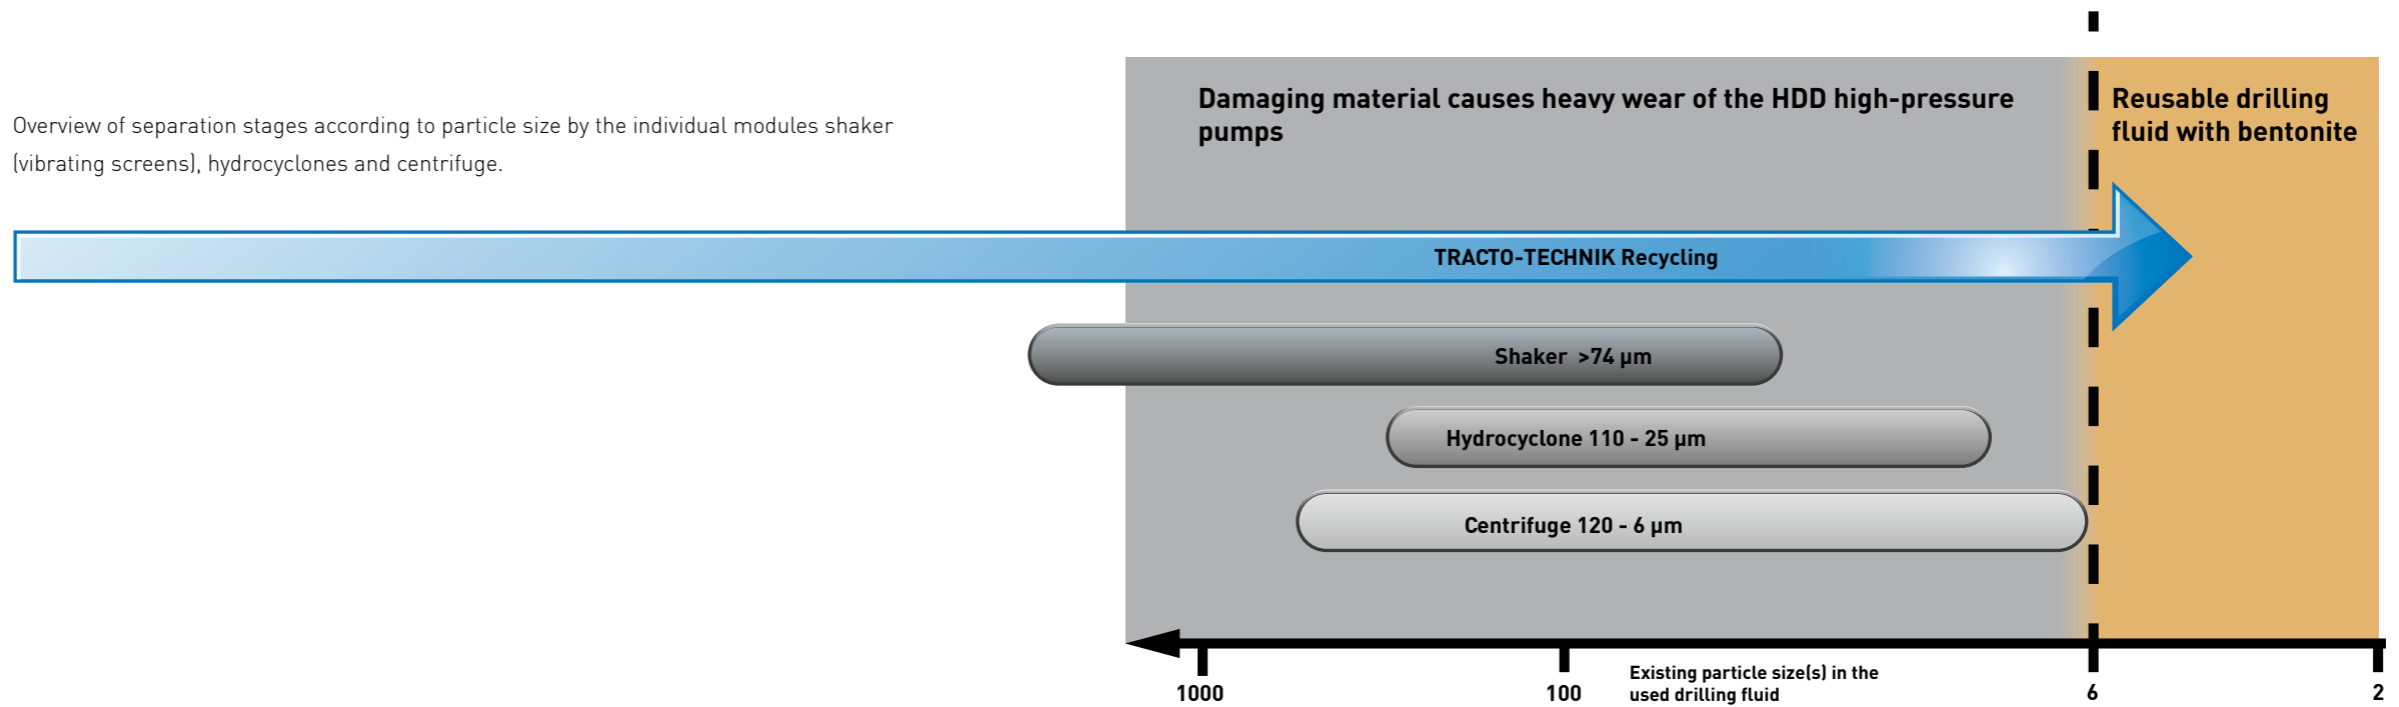 Overview of separation stages according to particle size by the individual modules shaker
(vibrating screens), hydrocyclones and centrifuge.
Damaging material causes heavy wear of the HDD high-pressure
pumps
Reusable drilling
fluid with bentonite
TRACTO-TECHNIK Recycling
Shaker >74 µm
Hydrocyclone 110 - 25 µm
Centrifuge 120 - 6 µm
1000
100
Existing particle size(s) in the
used drilling fluid
6
2